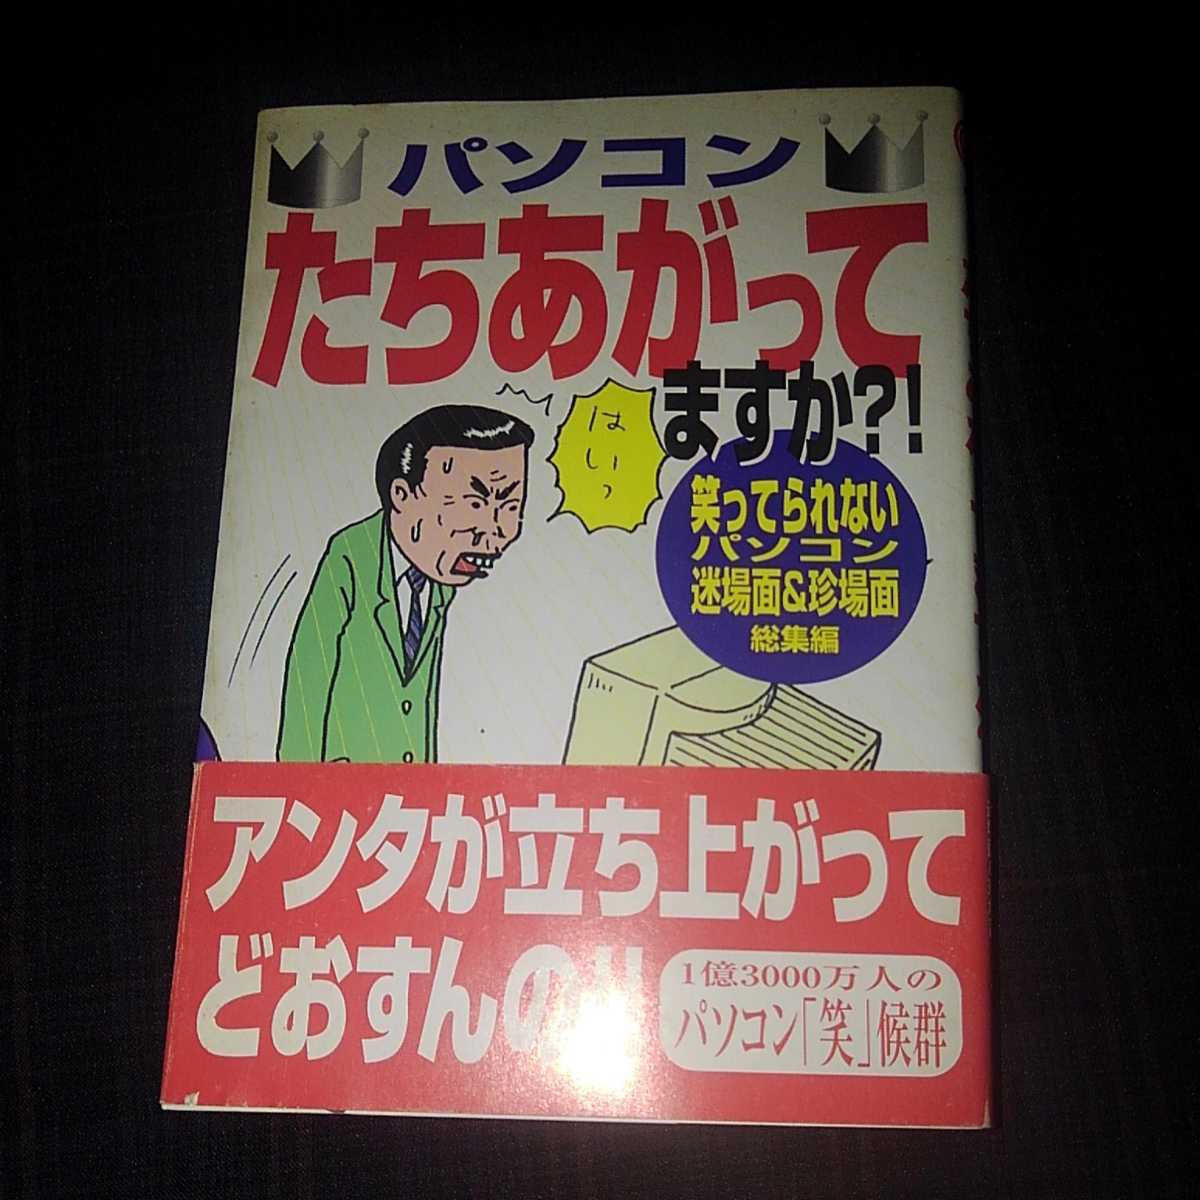 パソコン
たちあがって
ますか?!
はいっ
笑ってられない
パソコン
迷場面&珍場面
総集編
アンタが立ち上がって
どおすんの!!
1億3000万人の
パソコン「笑」候群